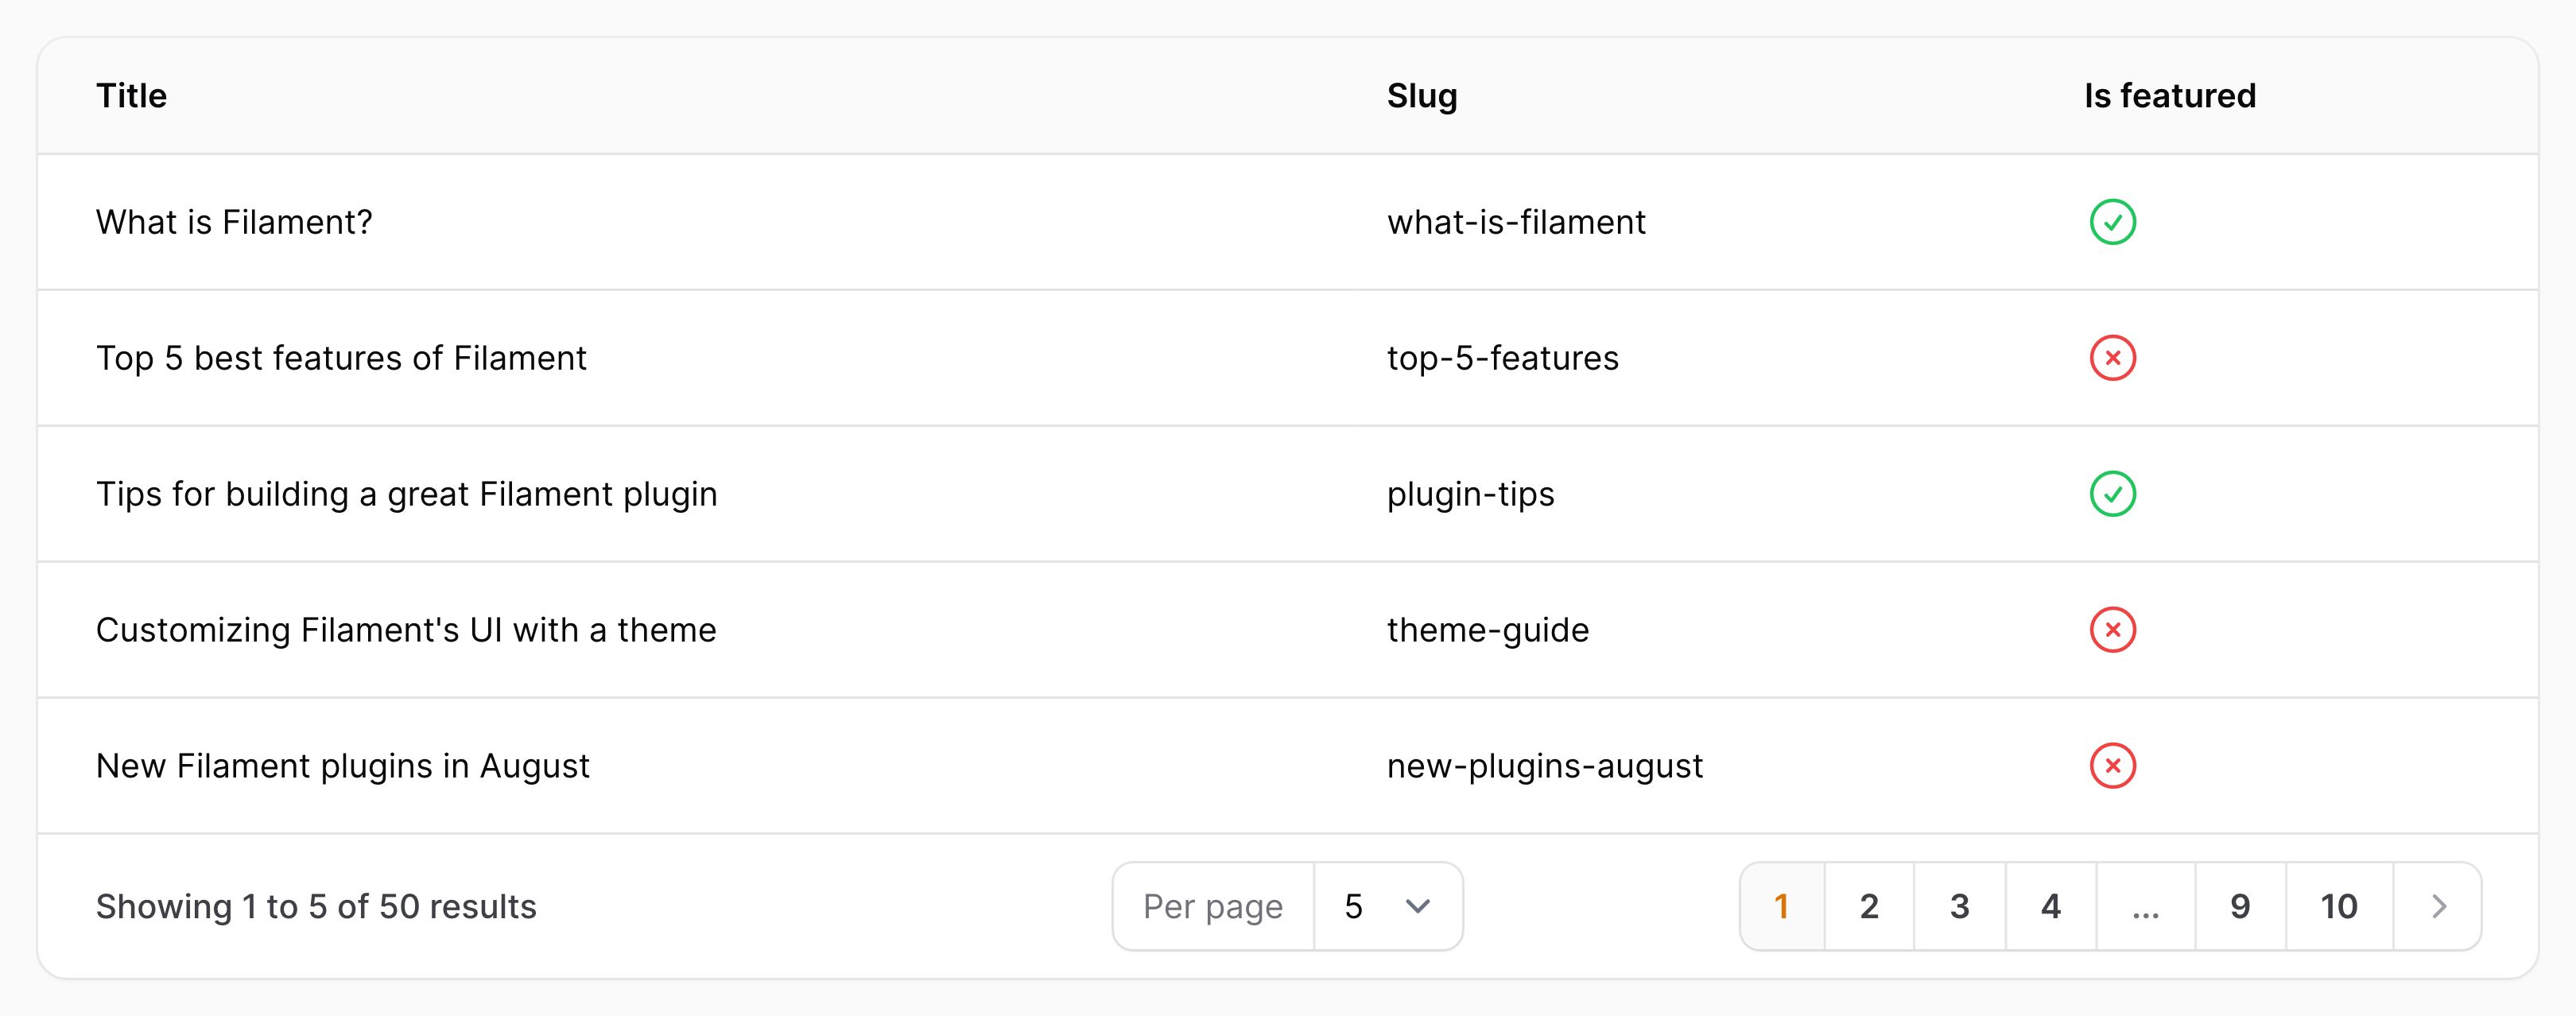 Title Slug Is featured
What is Filament? what-is-filament
Top 5 best features of Filament top-5-features
Tips for building a great Filament plugin plugin-tips
Customizing Filament's UI with a theme theme-guide
New Filament plugins in August new-plugins-august
Showing 1 to 5 of 50 results Per page 5 1 2 3 4 ... 9 10